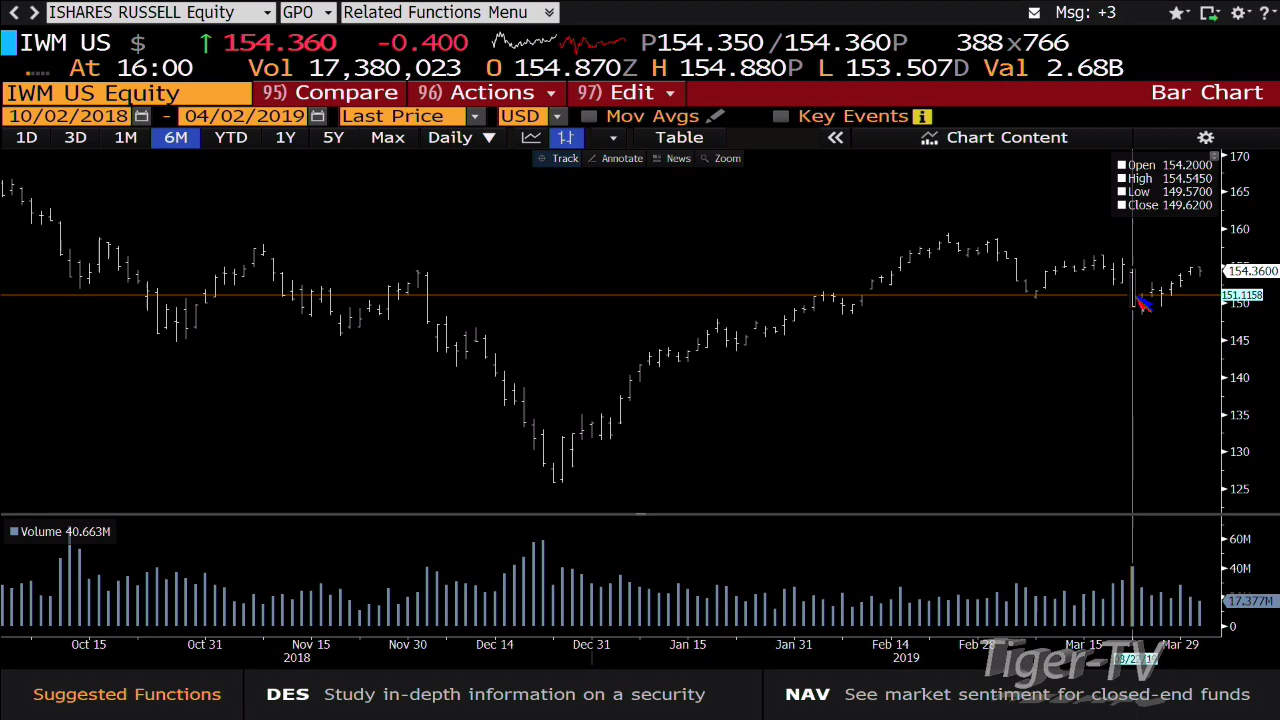 ISHARES RUSSELL Equity GPO Related Functions Menu Msg: +3
IWM US $ ↑ 154.360 -0.400 P154.350 /154.360P 388x766
At 16:00 Vol 17,380,023 O 154.870Z H 154.880P L 153.507D Val 2.68B
IWM US Equity 95) Compare 96) Actions 97) Edit Bar Chart
10/02/2018 - 04/02/2019 Last Price USD Mov Avgs Key Events
1D 3D 1M 6M YTD 1Y 5Y Max Daily ▼ Table « Chart Content
Track Annotate News Zoom
170
Open 154.2000
High 154.5450
Low 149.5700
Close 149.6200
165
160
154.3600
151.1158
150
145
140
135
130
125
Volume 40.663M
60M
40M
17.377M
0
Oct 15 Oct 31 Nov 15 Nov 30 Dec 14 Dec 31 Jan 15 Jan 31 Feb 14 Feb 28 Mar 15 Mar 29
2018 2019
Tiger-TV
Suggested Functions DES Study in-depth information on a security NAV See market sentiment for closed-end funds